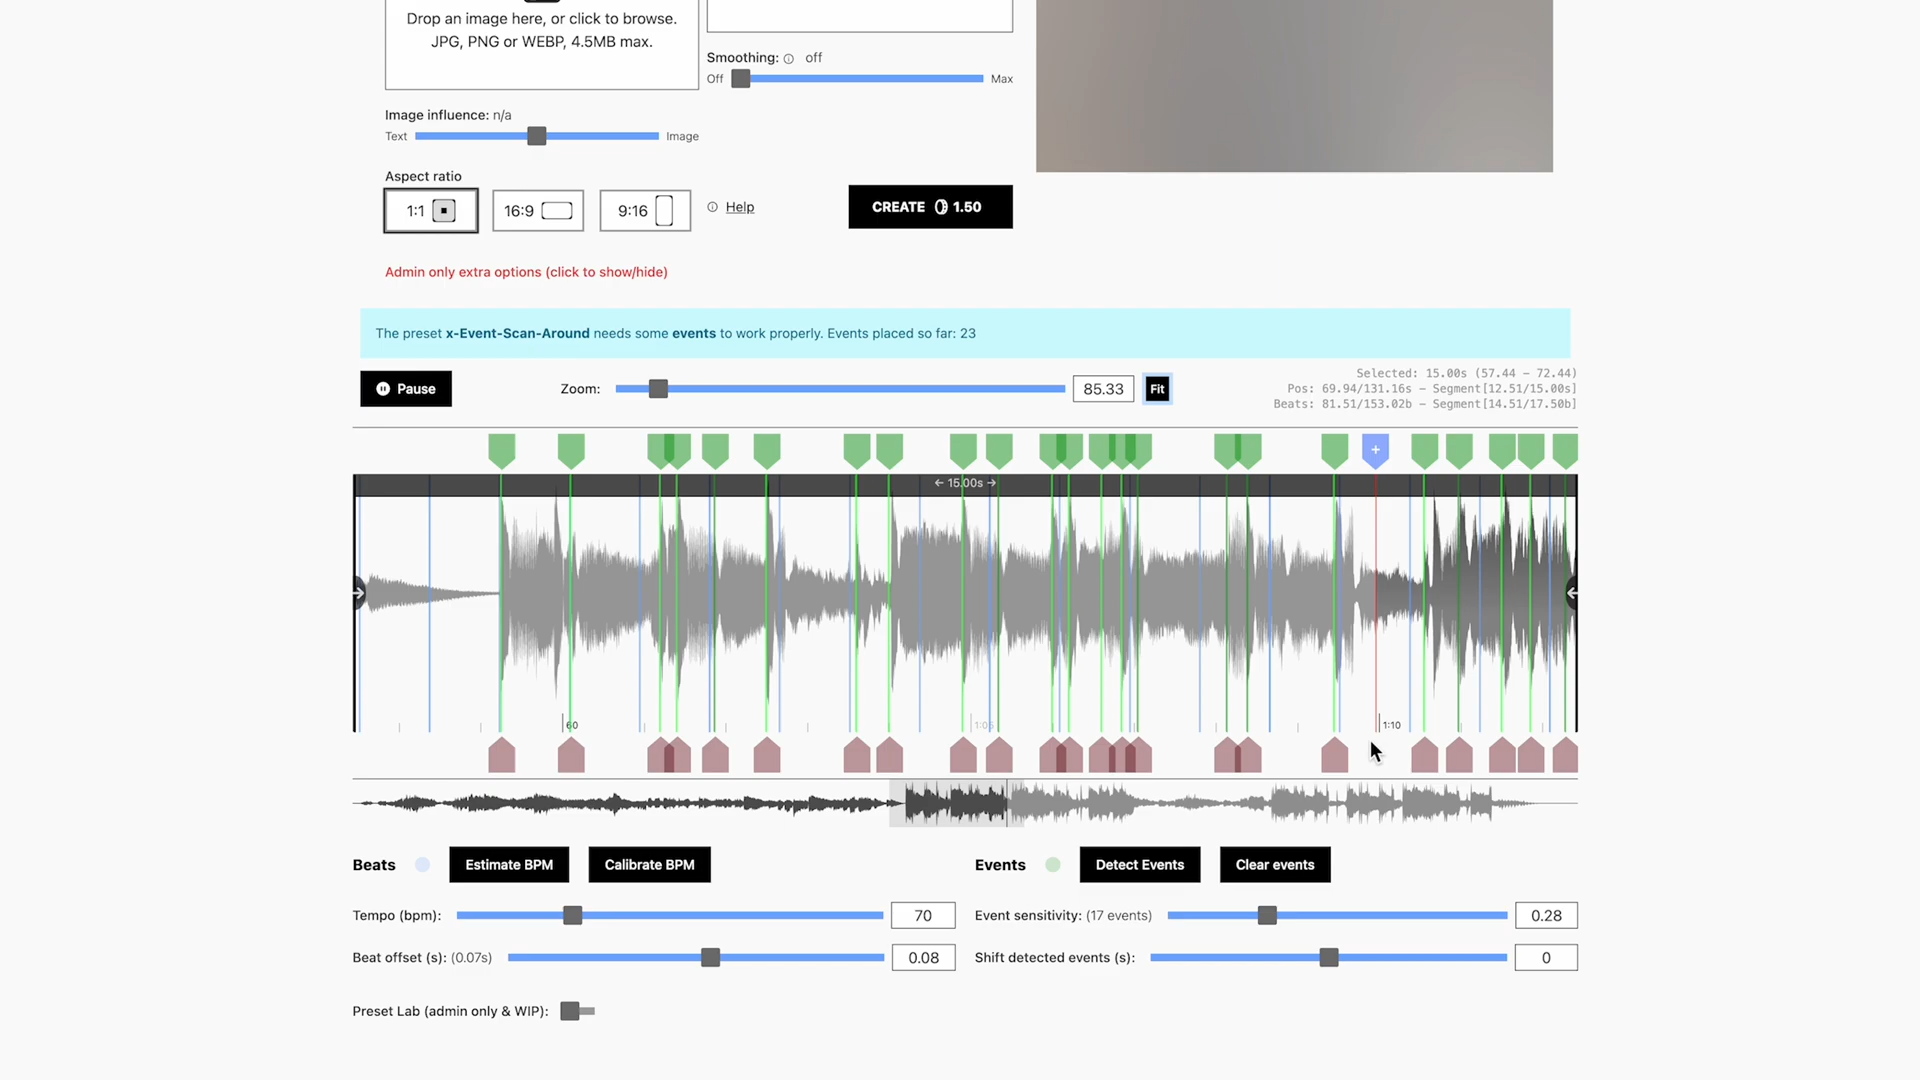 Drop an image here, or click to browse.
JPG, PNG or WEBP, 4.5MB max.
Smoothing: off
Off Max
Image influence: n/a
Text Image
Aspect ratio
1:1 16:9 9:16 Help CREATE 1.50
Admin only extra options (click to show/hide)
The preset x-Event-Scan-Around needs some events to work properly. Events placed so far: 23
Pause Zoom: 85.33 Fit
Selected: 15.00s (57.44 – 72.44)
Pos: 69.94/131.16s – Segment[12.51/15.00s]
Beats: 81.51/153.02b – Segment[14.51/17.50b]
+
← 15.00s →
60 1:05 1:10
Beats Estimate BPM Calibrate BPM Events Detect Events Clear events
Tempo (bpm): 70 Event sensitivity: (17 events) 0.28
Beat offset (s): (0.07s) 0.08 Shift detected events (s): 0
Preset Lab (admin only & WIP):